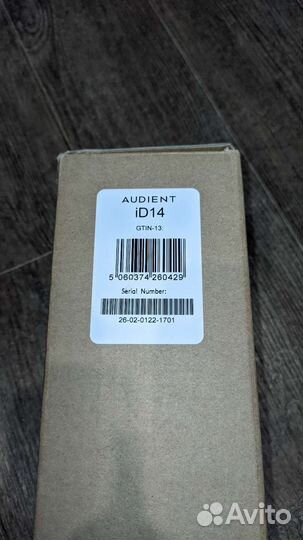 AUDIENT
iD14
GTIN-13:
5 060374 260429
Serial Number:
26-02-0122-1701
Avito